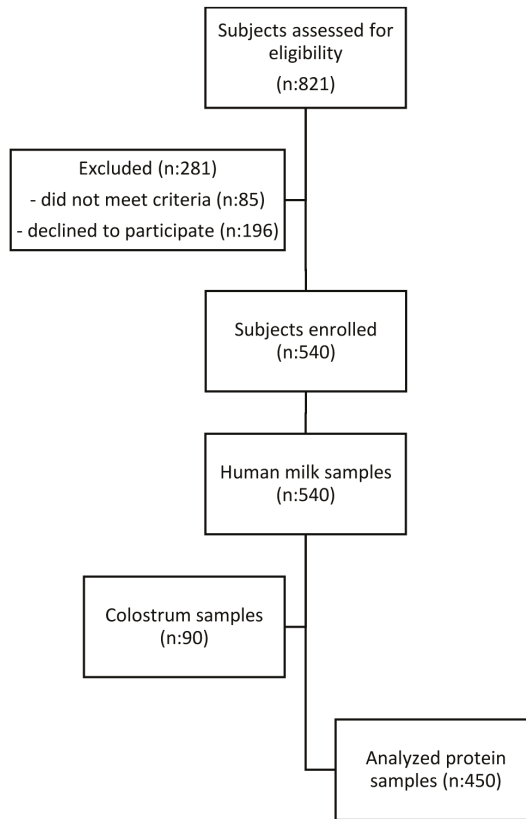 Subjects assessed for
eligibility
(n:821)
Excluded (n:281)
- did not meet criteria (n:85)
- declined to participate (n:196)
Subjects enrolled
(n:540)
Human milk samples
(n:540)
Colostrum samples
(n:90)
Analyzed protein
samples (n:450)